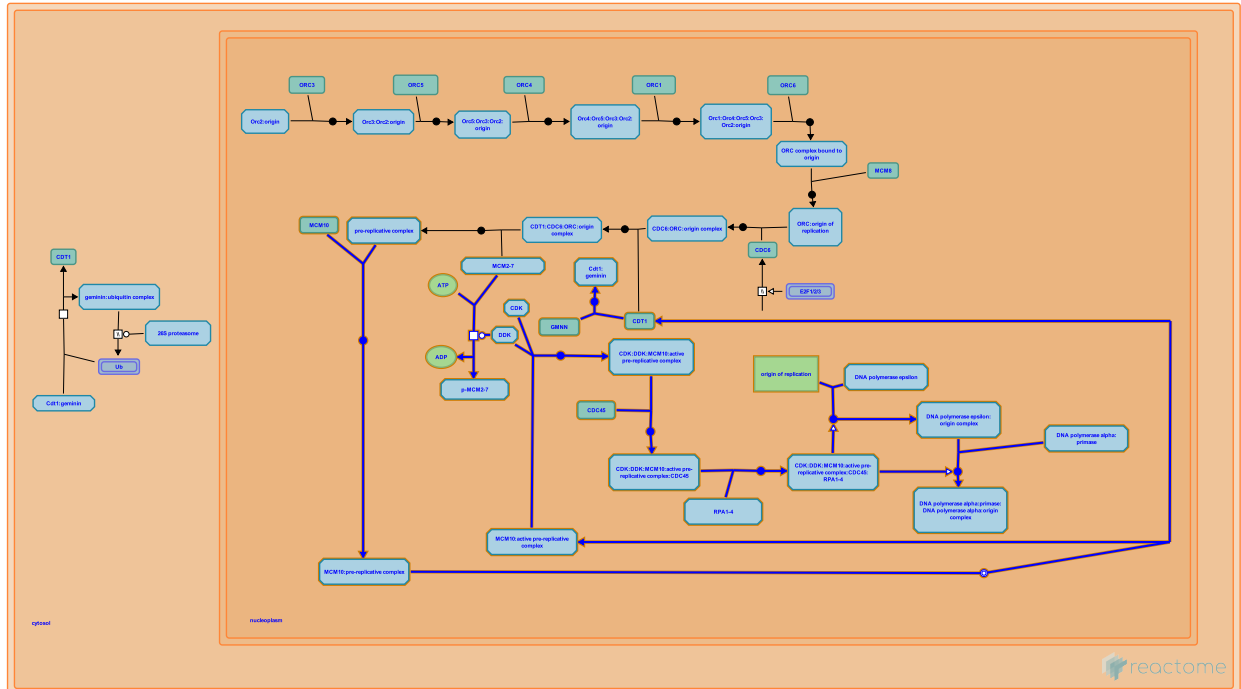 ORC3
ORC5
ORC4
ORC1
ORC6
Orc2:origin
Orc3:Orc2:origin
Orc5:Orc3:Orc2:
origin
Orc4:Orc5:Orc3:Orc2:
origin
Orc1:Orc4:Orc5:Orc3:
Orc2:origin
ORC complex bound to
origin
MCM8
MCM10
pre-replicative complex
CDT1:CDC6:ORC:origin
complex
CDC6:ORC:origin complex
ORC:origin of
replication
CDC6
CDT1
MCM2-7
Cdt1:
geminin
geminin:ubiquitin complex
ATP
E2F1/2/3
CDK
GMNN
CDT1
26S proteasome
DDK
ADP
CDK:DDK:MCM10:active
pre-replicative complex
Ub
p-MCM2-7
origin of replication
DNA polymerase epsilon
Cdt1:geminin
CDC45
DNA polymerase epsilon:
origin complex
DNA polymerase alpha:
primase
CDK:DDK:MCM10:active pre-
replicative complex:CDC45
CDK:DDK:MCM10:active pre-
replicative complex:CDC45:
RPA1-4
RPA1-4
DNA polymerase alpha:primase:
DNA polymerase alpha:origin
complex
MCM10:active pre-replicative
complex
MCM10:pre-replicative complex
cytosol
nucleoplasm
reactome